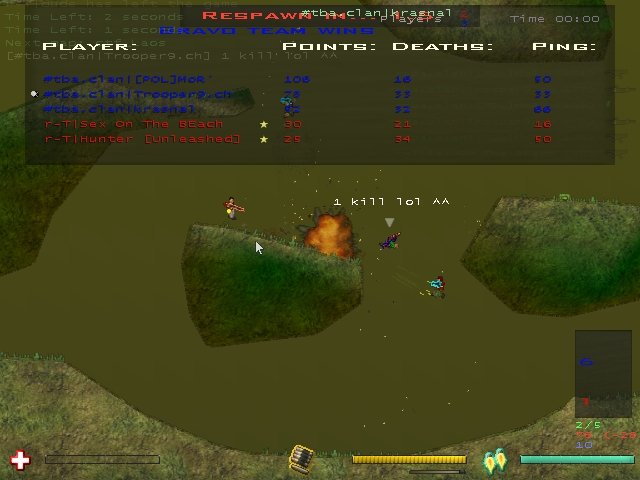 Time Left: 2 seconds
RESPAWN IN
#tba.clan|krasnal
Players
Time 00:00
Time Left: 1
BRAVO TEAM WINS
PLAYER: POINTS: DEATHS: PING:
[#tba.clan|Trooper9.ch] 1 kill lol ^^
#tba.clan|[POL]MoR' 106 16 50
#tba.clan|Trooper9.ch 33 33
#tba.clan|krasnal 32 66
r-T|Sex On The BEach 30 21 16
r-T|Hunter [Unleashed] 25 34 50
1 kill lol ^^
6
2/5
10